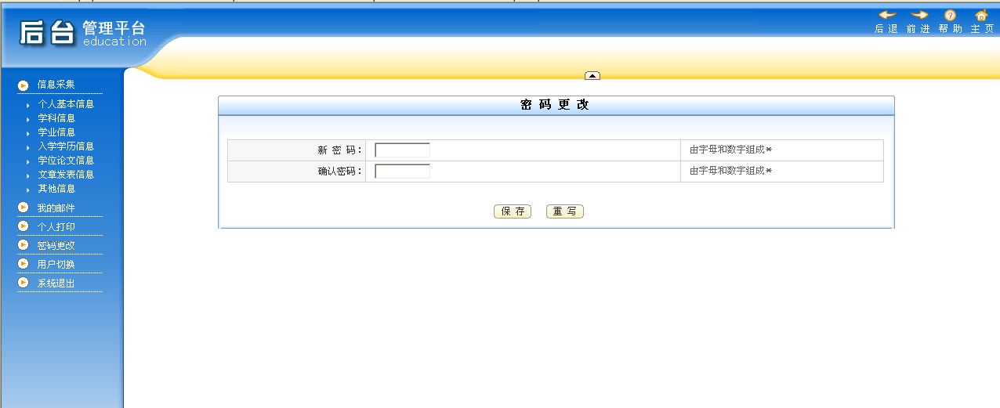 后台 管理平台
education
后退 前进 帮助 主页
信息采集
个人基本信息
学科信息
学业信息
入学学历信息
学位论文信息
文章发表信息
其他信息
我的邮件
个人打印
密码更改
用户切换
系统退出
密 码 更 改
新 密 码： 由字母和数字组成*
确认密码： 由字母和数字组成*
保 存 重 写